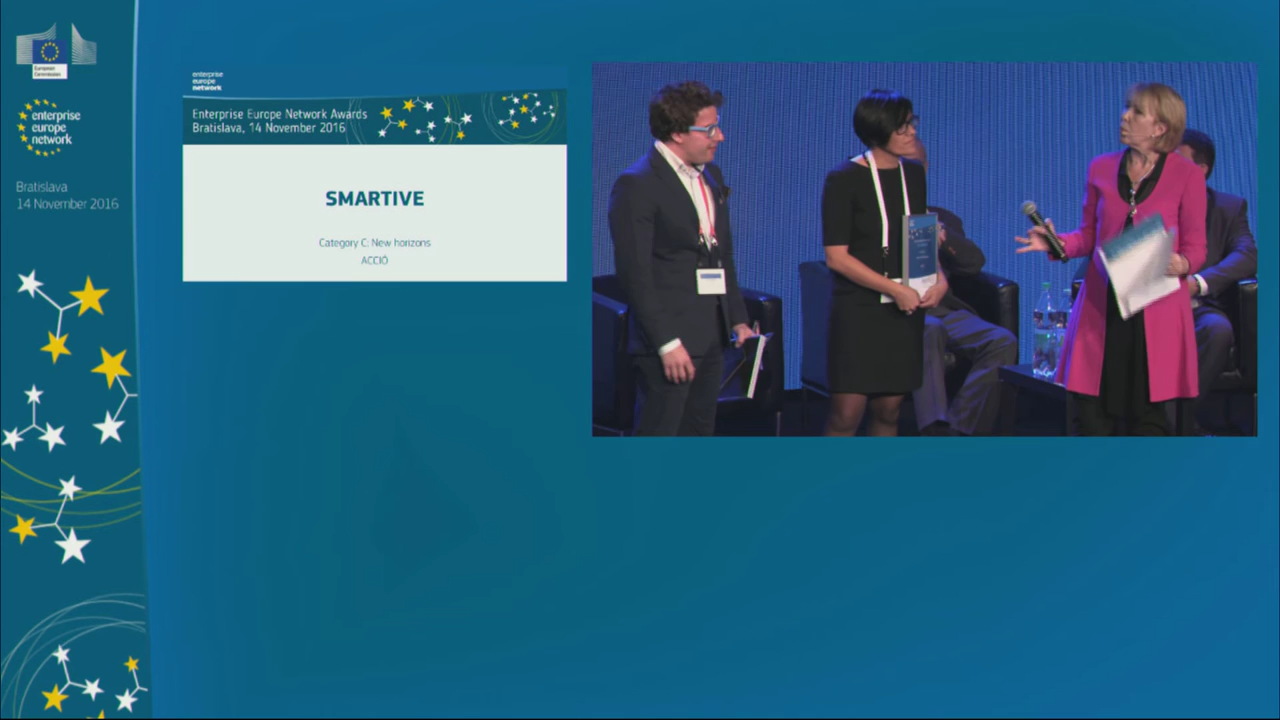 European
Commission
enterprise
europe
network
Bratislava
14 November 2016
enterprise
europe
network
Enterprise Europe Network Awards
Bratislava, 14 November 2016
SMARTIVE
Category C: New horizons
ACCIÓ